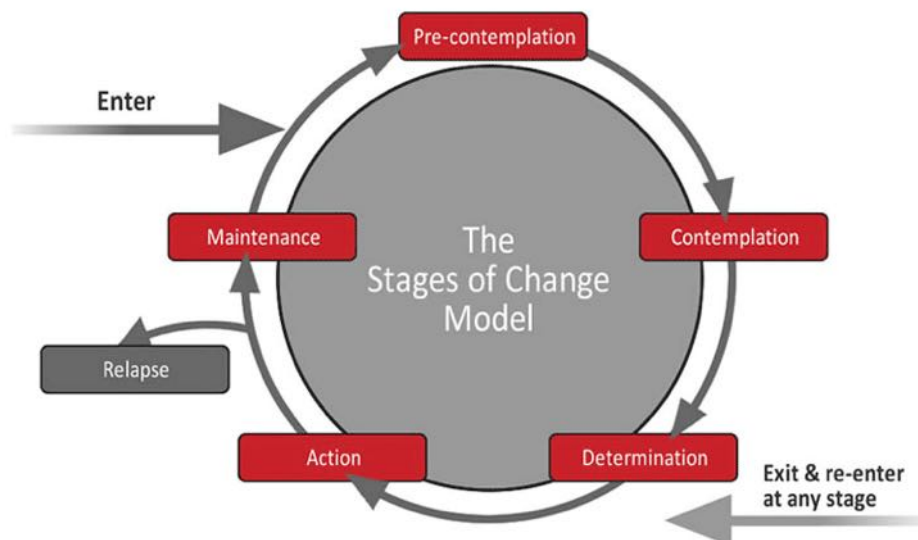 Pre-contemplation
Enter
Maintenance
Contemplation
The
Stages of Change
Model
Relapse
Action
Determination
Exit & re-enter
at any stage